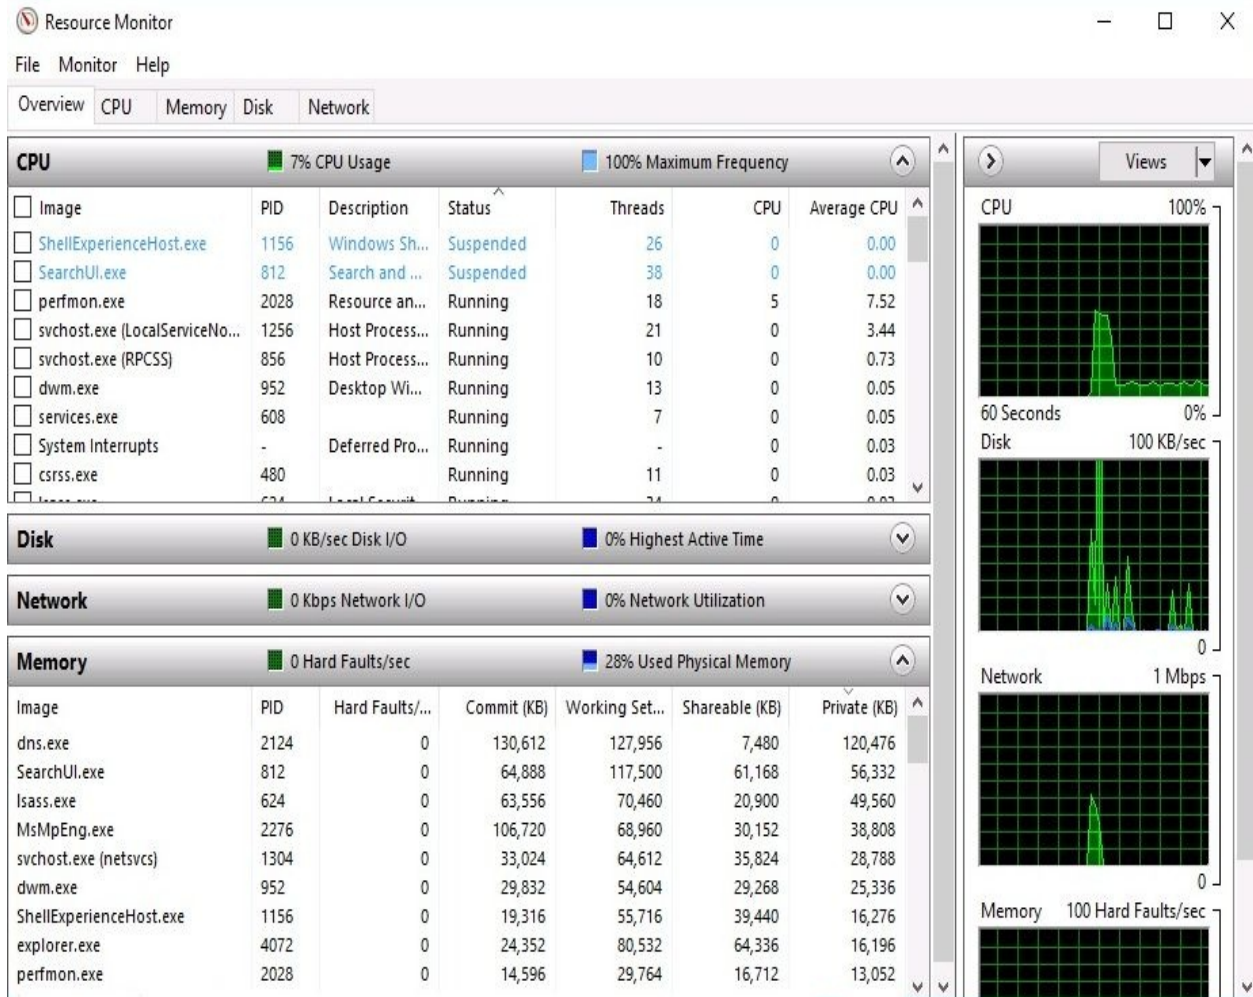 Resource Monitor
File Monitor Help
Overview CPU Memory Disk Network
CPU 7% CPU Usage 100% Maximum Frequency
Image PID Description Status Threads CPU Average CPU
ShellExperienceHost.exe 1156 Windows Sh... Suspended 26 0 0.00
SearchUI.exe 812 Search and ... Suspended 38 0 0.00
perfmon.exe 2028 Resource an... Running 18 5 7.52
svchost.exe (LocalServiceNo... 1256 Host Process... Running 21 0 3.44
svchost.exe (RPCSS) 856 Host Process... Running 10 0 0.73
dwm.exe 952 Desktop Wi... Running 13 0 0.05
services.exe 608 Running 7 0 0.05
System Interrupts - Deferred Pro... Running - 0 0.03
csrss.exe 480 Running 11 0 0.03
Disk 0 KB/sec Disk I/O 0% Highest Active Time
Network 0 Kbps Network I/O 0% Network Utilization
Memory 0 Hard Faults/sec 28% Used Physical Memory
Image PID Hard Faults/... Commit (KB) Working Set... Shareable (KB) Private (KB)
dns.exe 2124 0 130,612 127,956 7,480 120,476
SearchUI.exe 812 0 64,888 117,500 61,168 56,332
lsass.exe 624 0 63,556 70,460 20,900 49,560
MsMpEng.exe 2276 0 106,720 68,960 30,152 38,808
svchost.exe (netsvcs) 1304 0 33,024 64,612 35,824 28,788
dwm.exe 952 0 29,832 54,604 29,268 25,336
ShellExperienceHost.exe 1156 0 19,316 55,716 39,440 16,276
explorer.exe 4072 0 24,352 80,532 64,336 16,196
perfmon.exe 2028 0 14,596 29,764 16,712 13,052
Views
CPU 100%
60 Seconds 0%
Disk 100 KB/sec
0
Network 1 Mbps
0
Memory 100 Hard Faults/sec